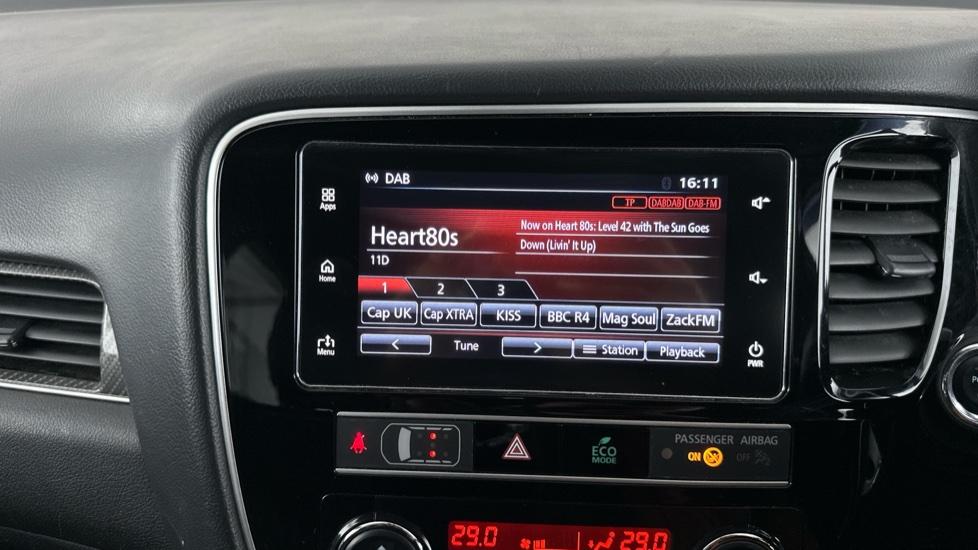 DAB
16:11
TP DABDAB DAB-FM
Apps
Heart80s
Now on Heart 80s: Level 42 with The Sun Goes
Down (Livin' It Up)
11D
Home
1 2 3
Cap UK Cap XTRA KISS BBC R4 Mag Soul ZackFM
Menu
< Tune > Station Playback
PWR
PASSENGER AIRBAG
ECO
MODE
ON OFF
29.0 29.0